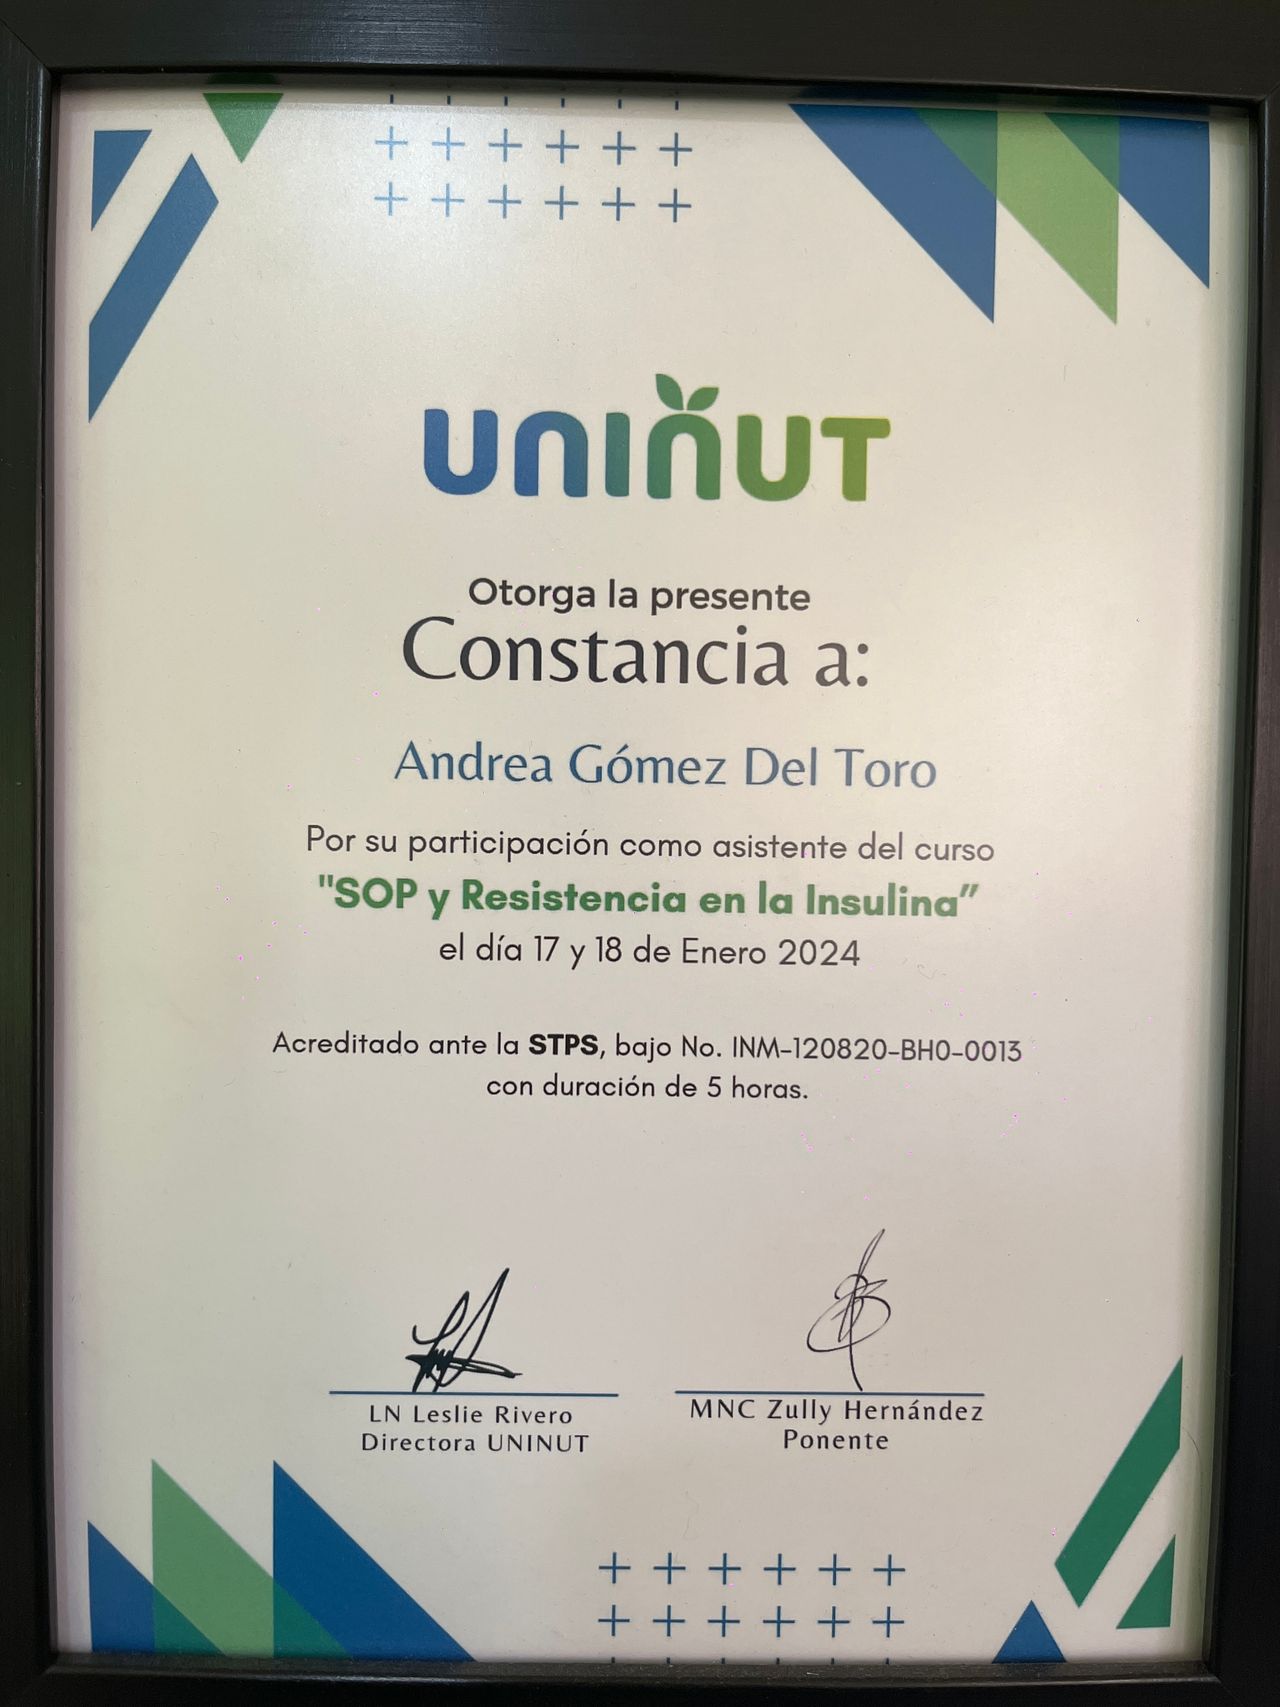 UNINUT
Otorga la presente
Constancia a:
Andrea Gómez Del Toro
Por su participación como asistente del curso
"SOP y Resistencia en la Insulina”
el día 17 y 18 de Enero 2024
Acreditado ante la STPS, bajo No. INM-120820-BH0-0013
con duración de 5 horas.
LN Leslie Rivero
Directora UNINUT
MNC Zully Hernández
Ponente